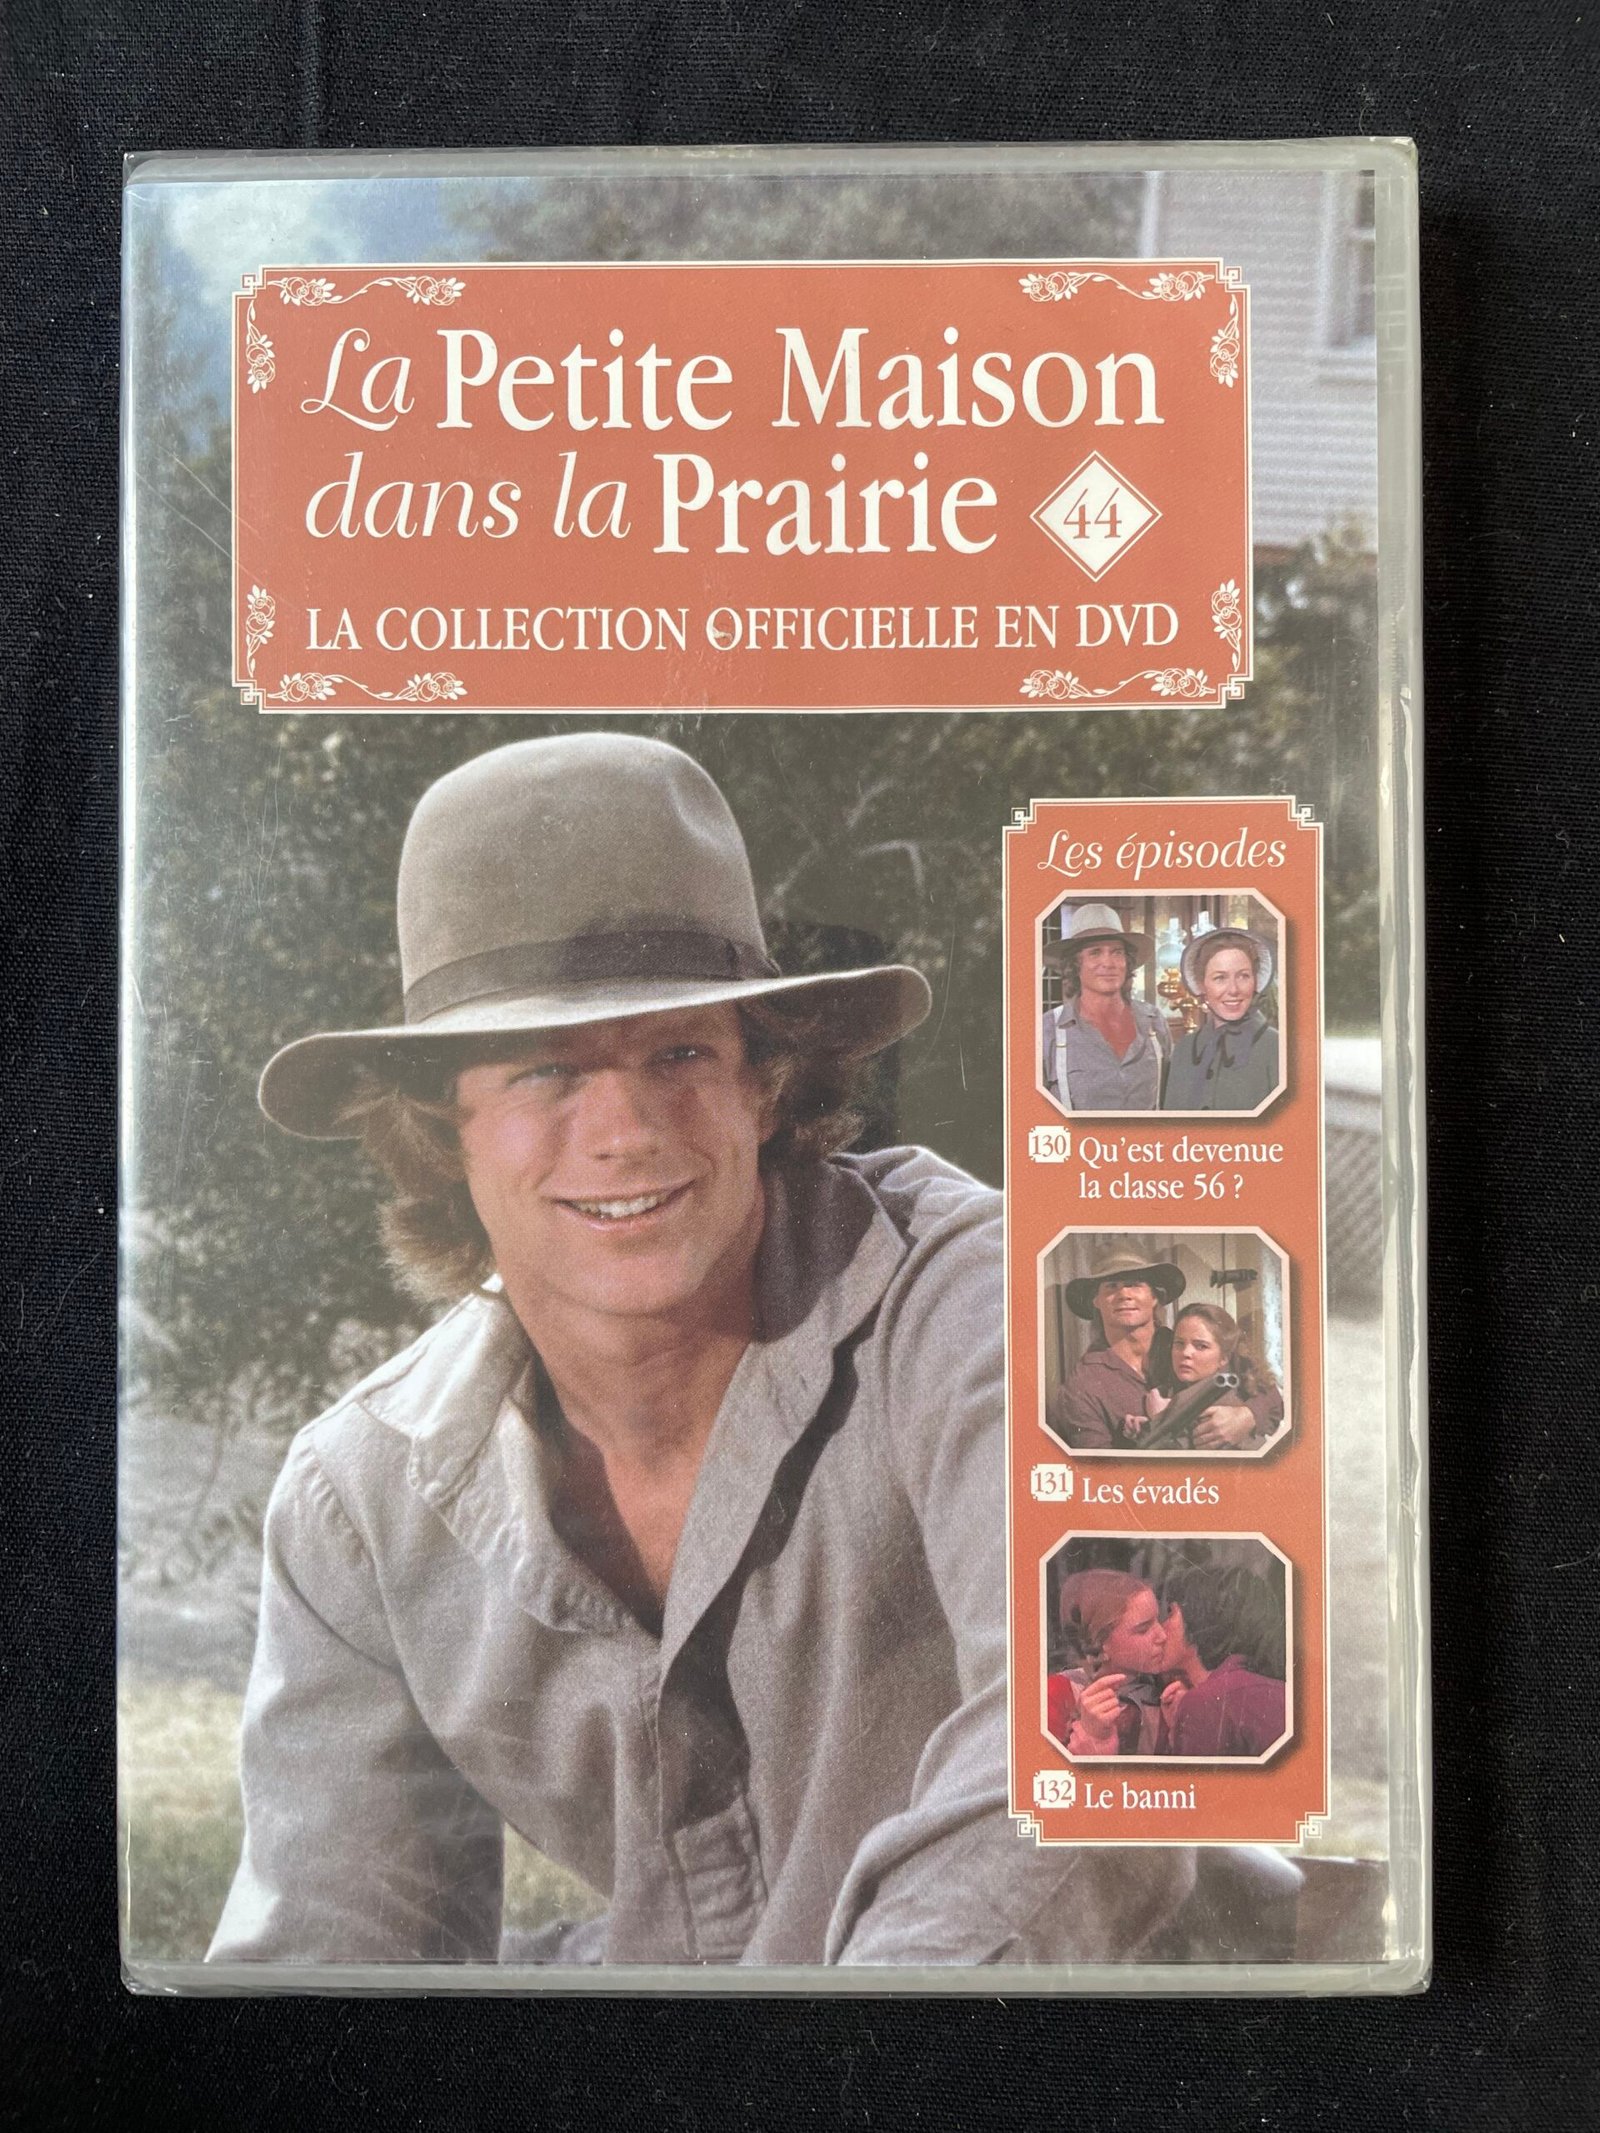 La Petite Maison
dans la Prairie 44
LA COLLECTION OFFICIELLE EN DVD
Les épisodes
130 Qu'est devenue
la classe 56 ?
131 Les évadés
132 Le banni